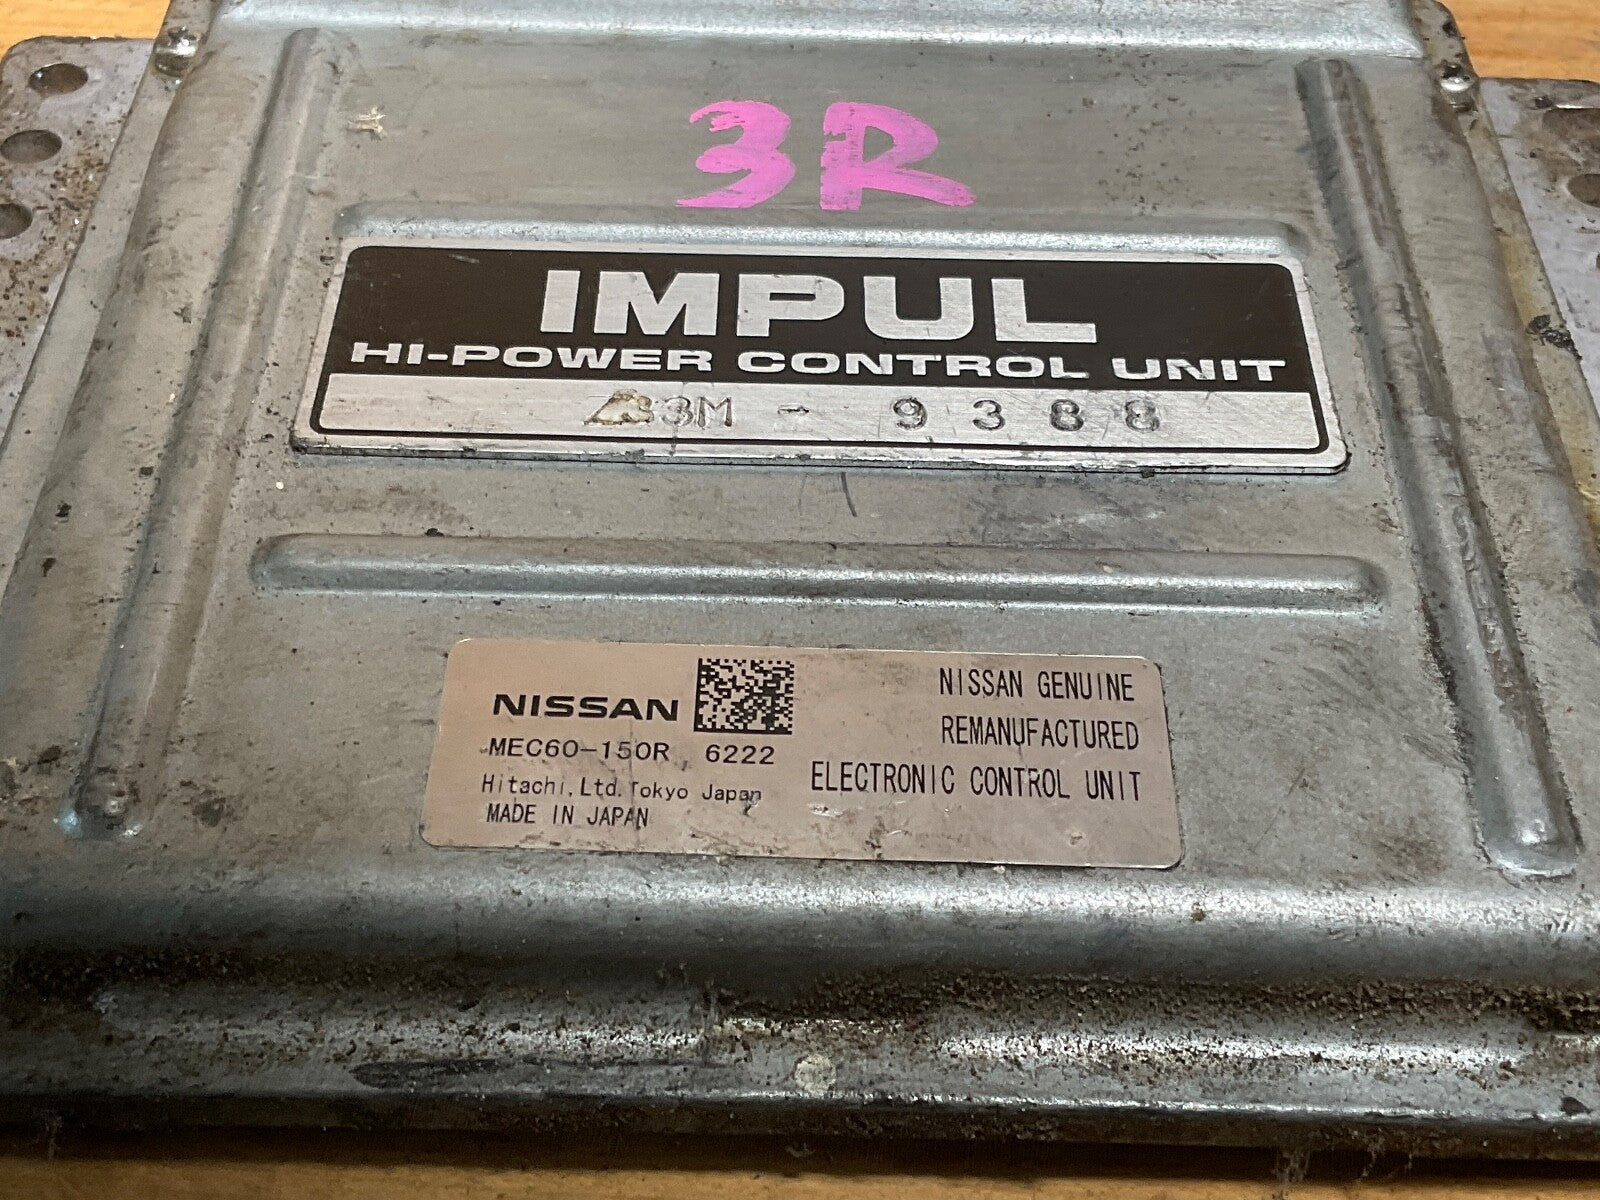 3R
IMPUL
HI-POWER CONTROL UNIT
33M - 9388
NISSAN
MEC60-150R 6222
Hitachi, Ltd. Tokyo Japan
MADE IN JAPAN
NISSAN GENUINE
REMANUFACTURED
ELECTRONIC CONTROL UNIT